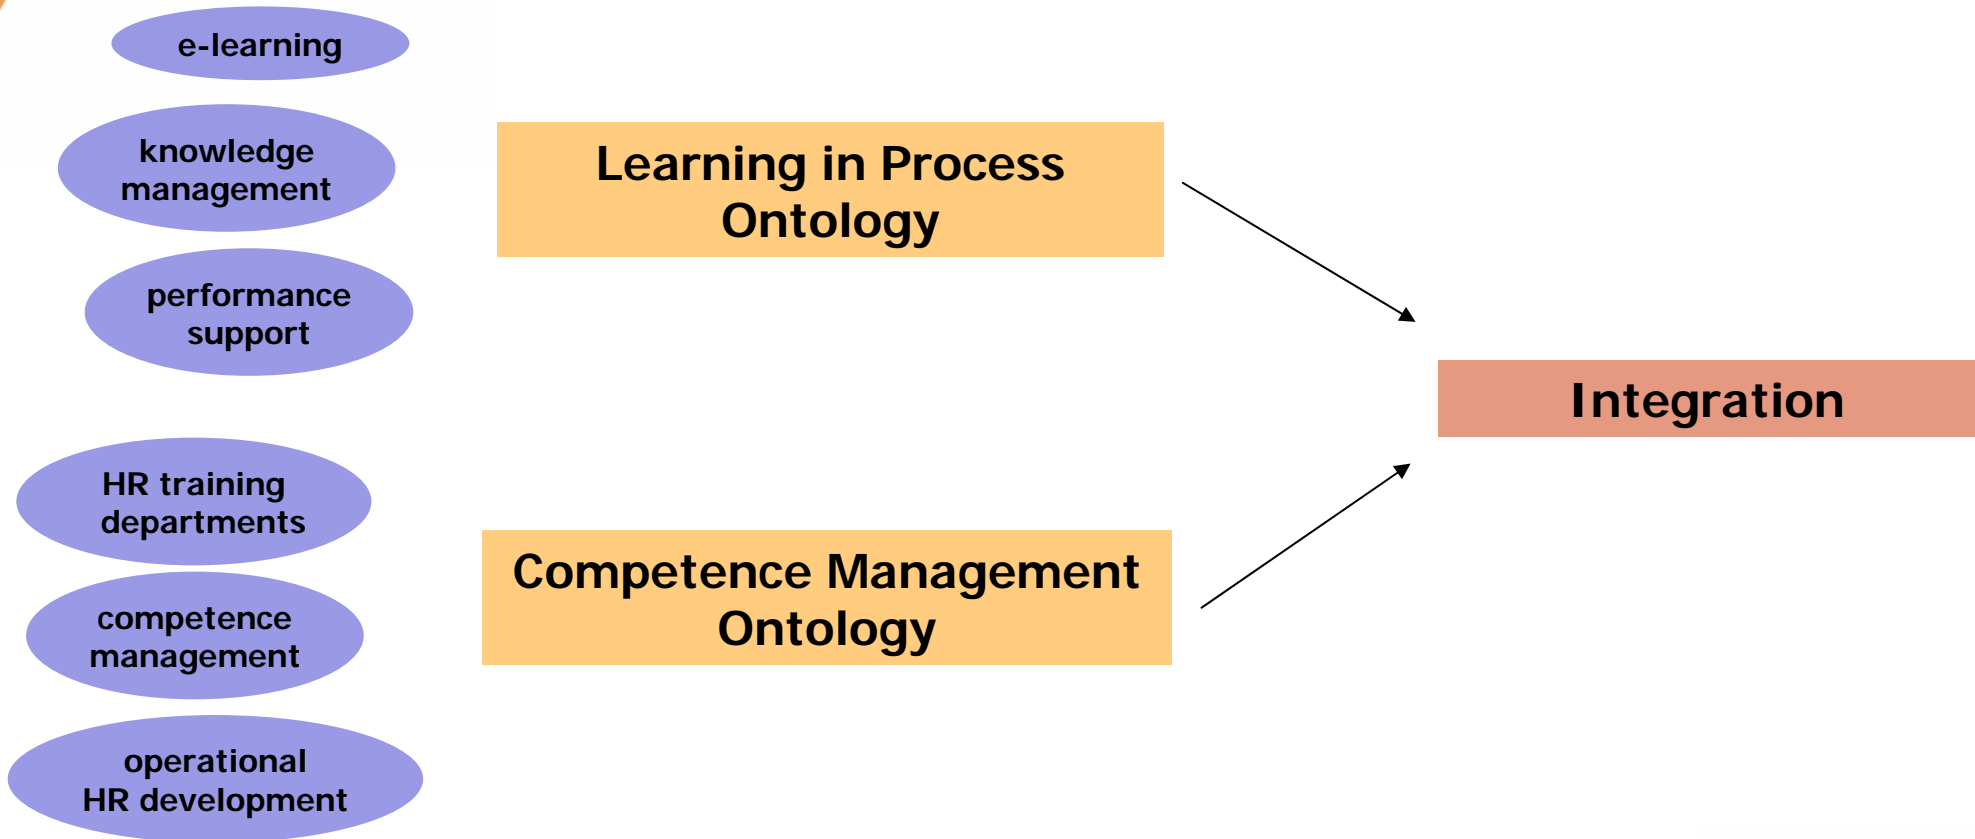 e-learning
knowledge
management
performance
support
Learning in Process
Ontology
Integration
HR training
departments
competence
management
operational
HR development
Competence Management
Ontology